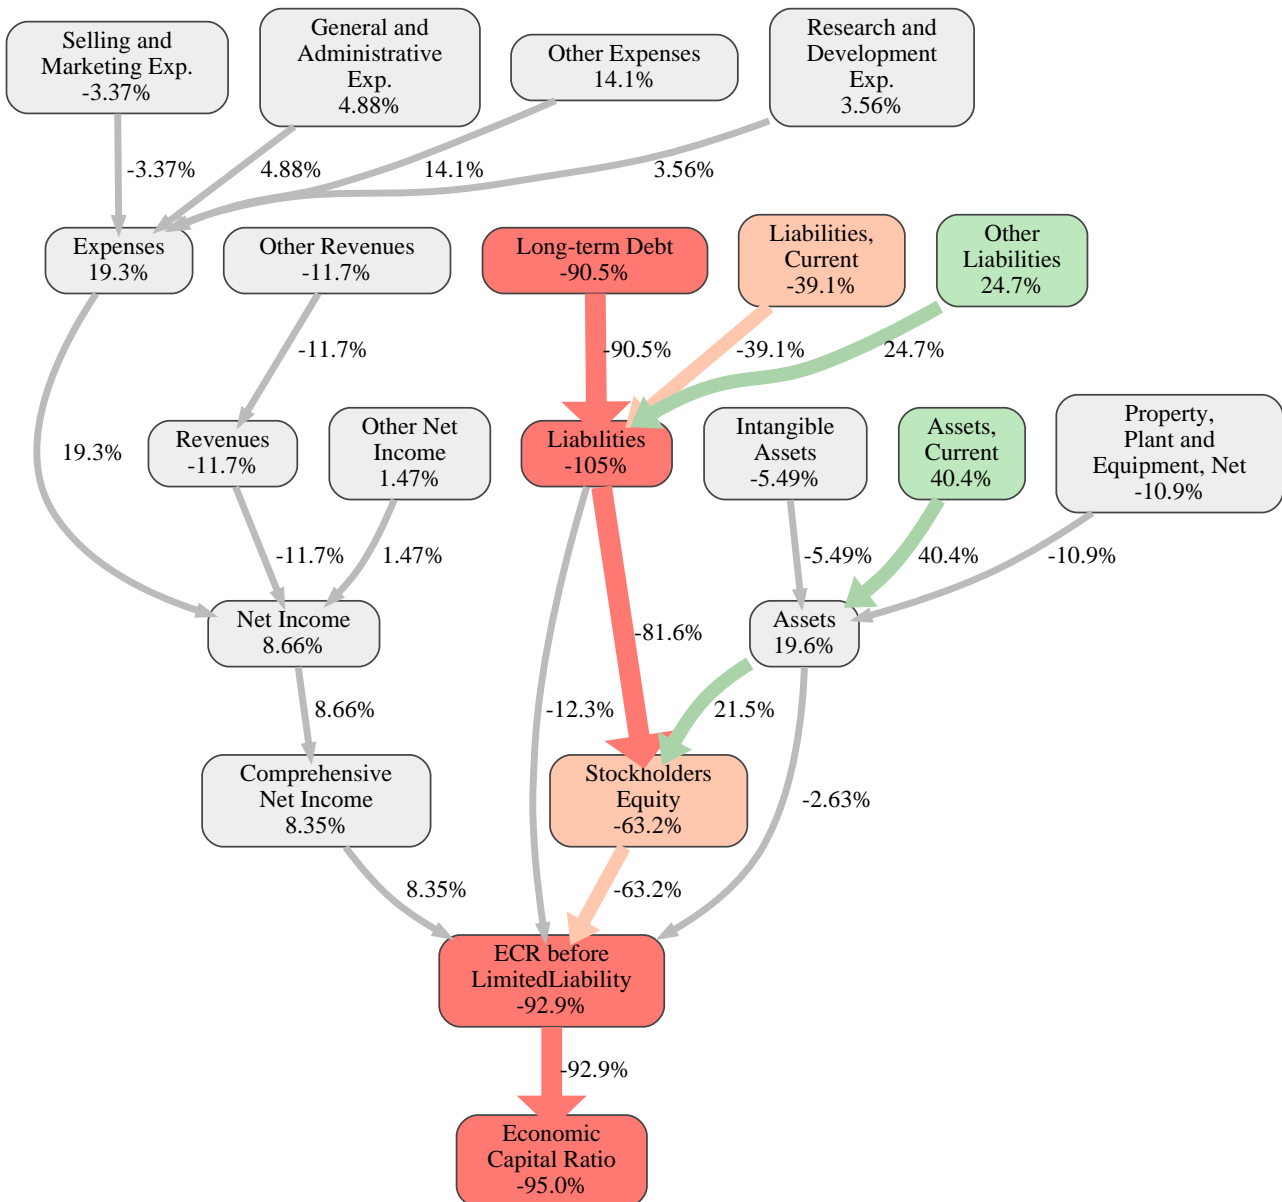 Selling and
Marketing Exp.
-3.37%
General and
Administrative
Exp.
4.88%
Other Expenses
14.1%
Research and
Development
Exp.
3.56%
-3.37%
4.88%
14.1%
3.56%
Expenses
19.3%
Other Revenues
-11.7%
Long-term Debt
-90.5%
Liabilities,
Current
-39.1%
Other
Liabilities
24.7%
-11.7%
-90.5%
-39.1%
24.7%
19.3%
Revenues
-11.7%
Other Net
Income
1.47%
Liabilities
-105%
Intangible
Assets
-5.49%
Assets,
Current
40.4%
Property,
Plant and
Equipment, Net
-10.9%
-11.7%
1.47%
-5.49%
40.4%
-10.9%
Net Income
8.66%
-81.6%
Assets
19.6%
8.66%
-12.3%
21.5%
Comprehensive
Net Income
8.35%
Stockholders
Equity
-63.2%
-2.63%
8.35%
-63.2%
ECR before
LimitedLiability
-92.9%
-92.9%
Economic
Capital Ratio
-95.0%